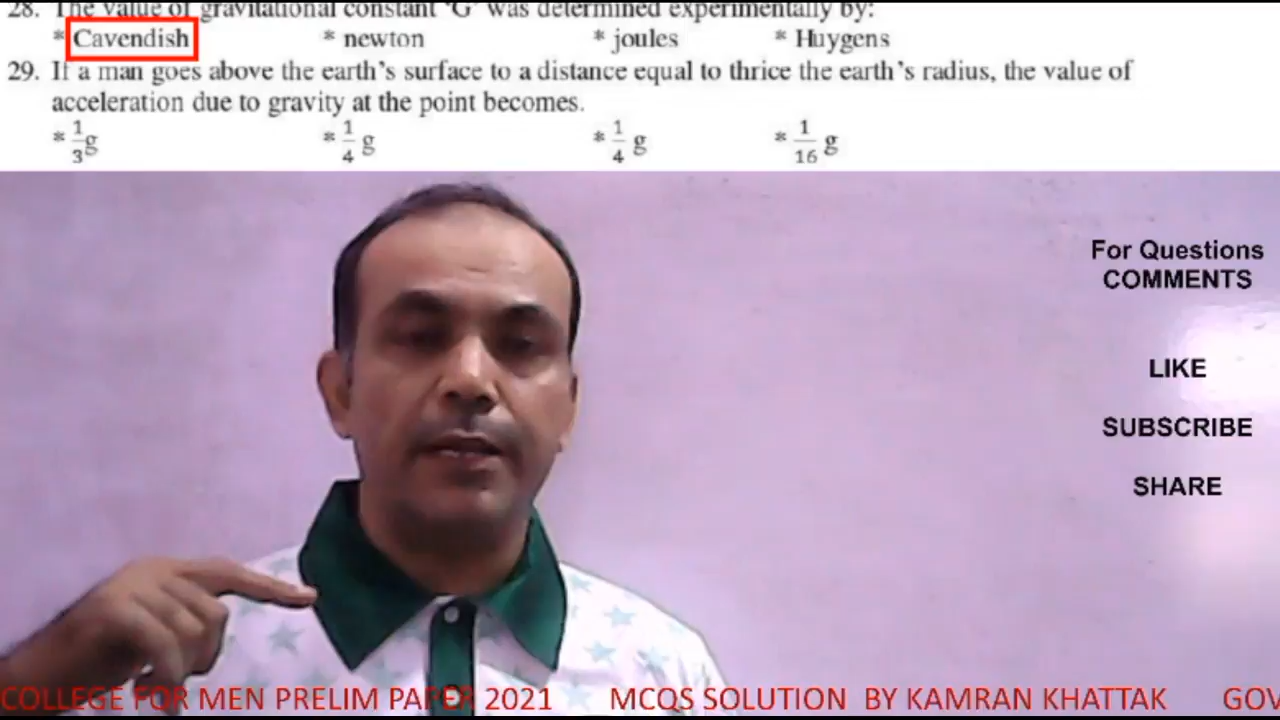 28. The value of gravitational constant 'G' was determined experimentally by:
* Cavendish * newton * joules * Huygens
29. If a man goes above the earth's surface to a distance equal to thrice the earth's radius, the value of
acceleration due to gravity at the point becomes.
* 1/3 g * 1/4 g * 1/4 g * 1/16 g
For Questions
COMMENTS
LIKE
SUBSCRIBE
SHARE
COLLEGE FOR MEN PRELIM PAPER 2021 MCQS SOLUTION BY KAMRAN KHATTAK GOV